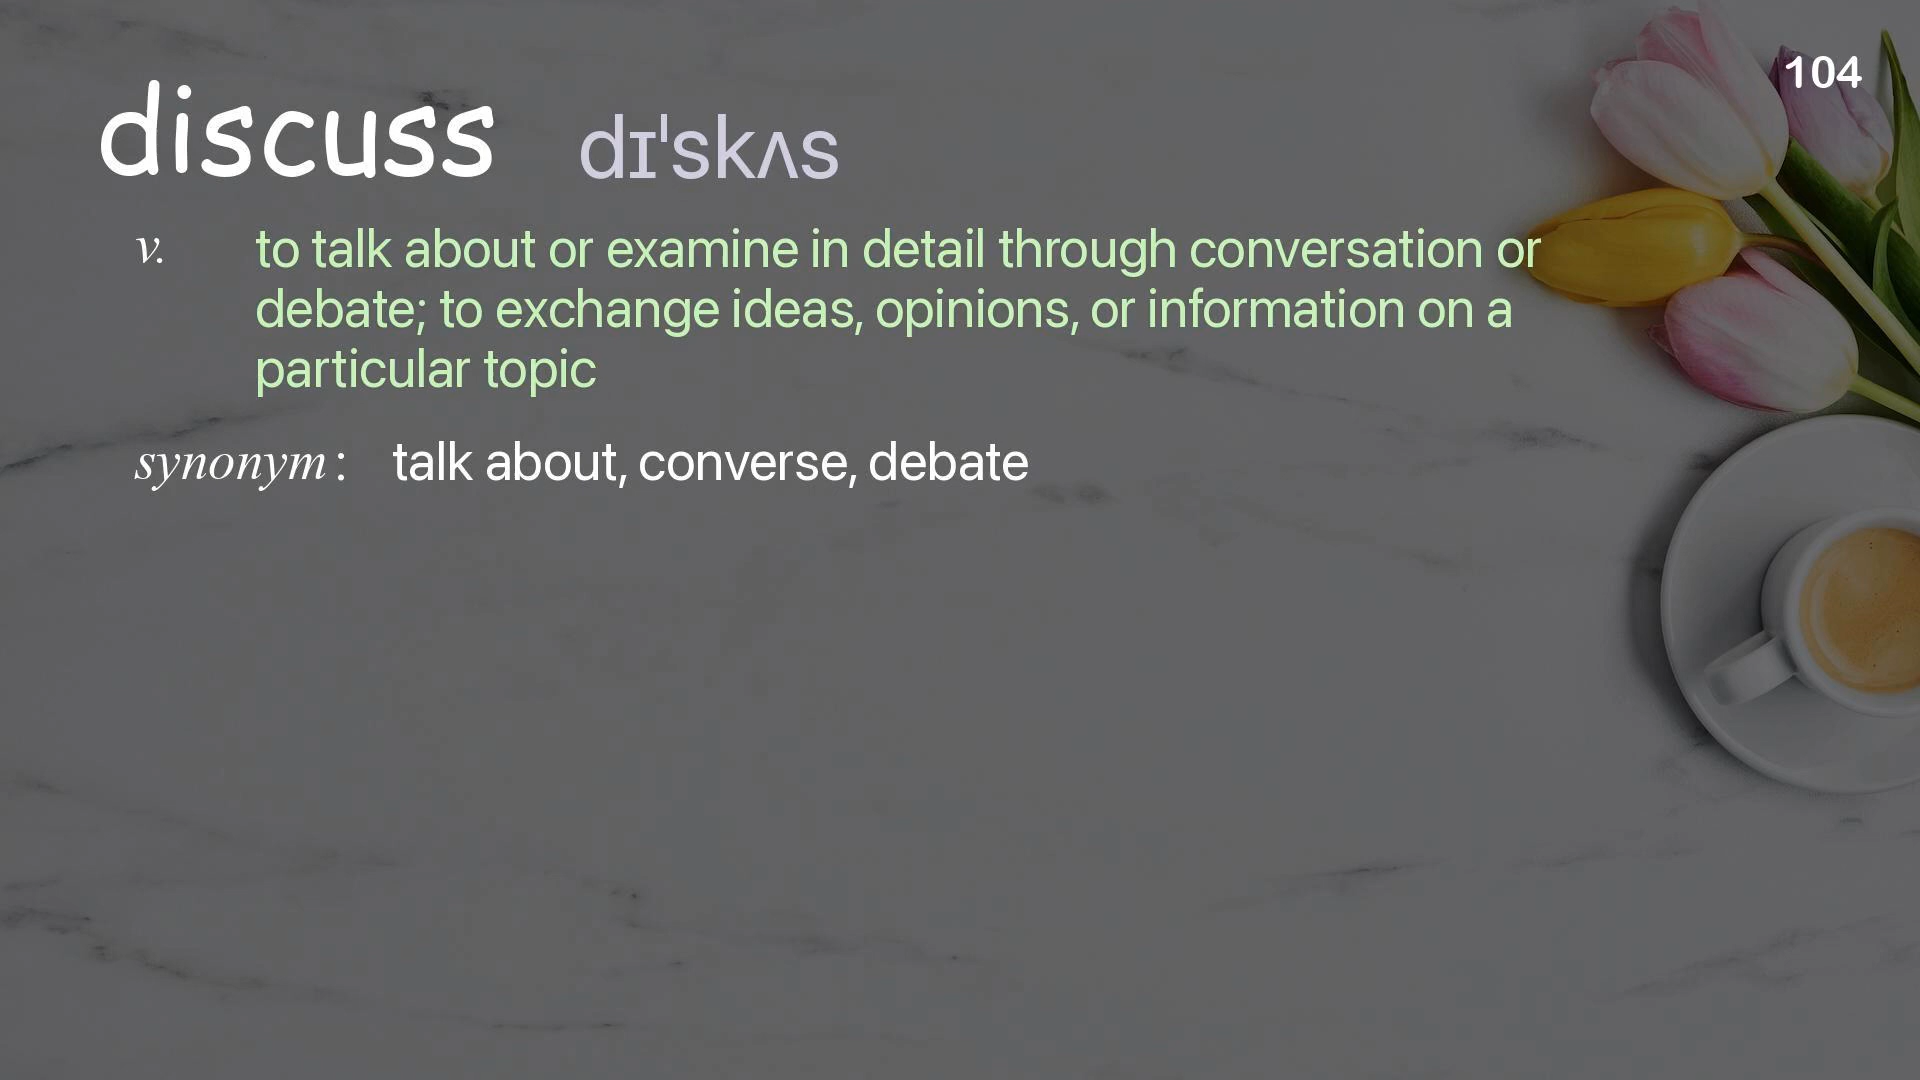 104
discuss dɪˈskʌs
v. to talk about or examine in detail through conversation or
debate; to exchange ideas, opinions, or information on a
particular topic
synonym : talk about, converse, debate